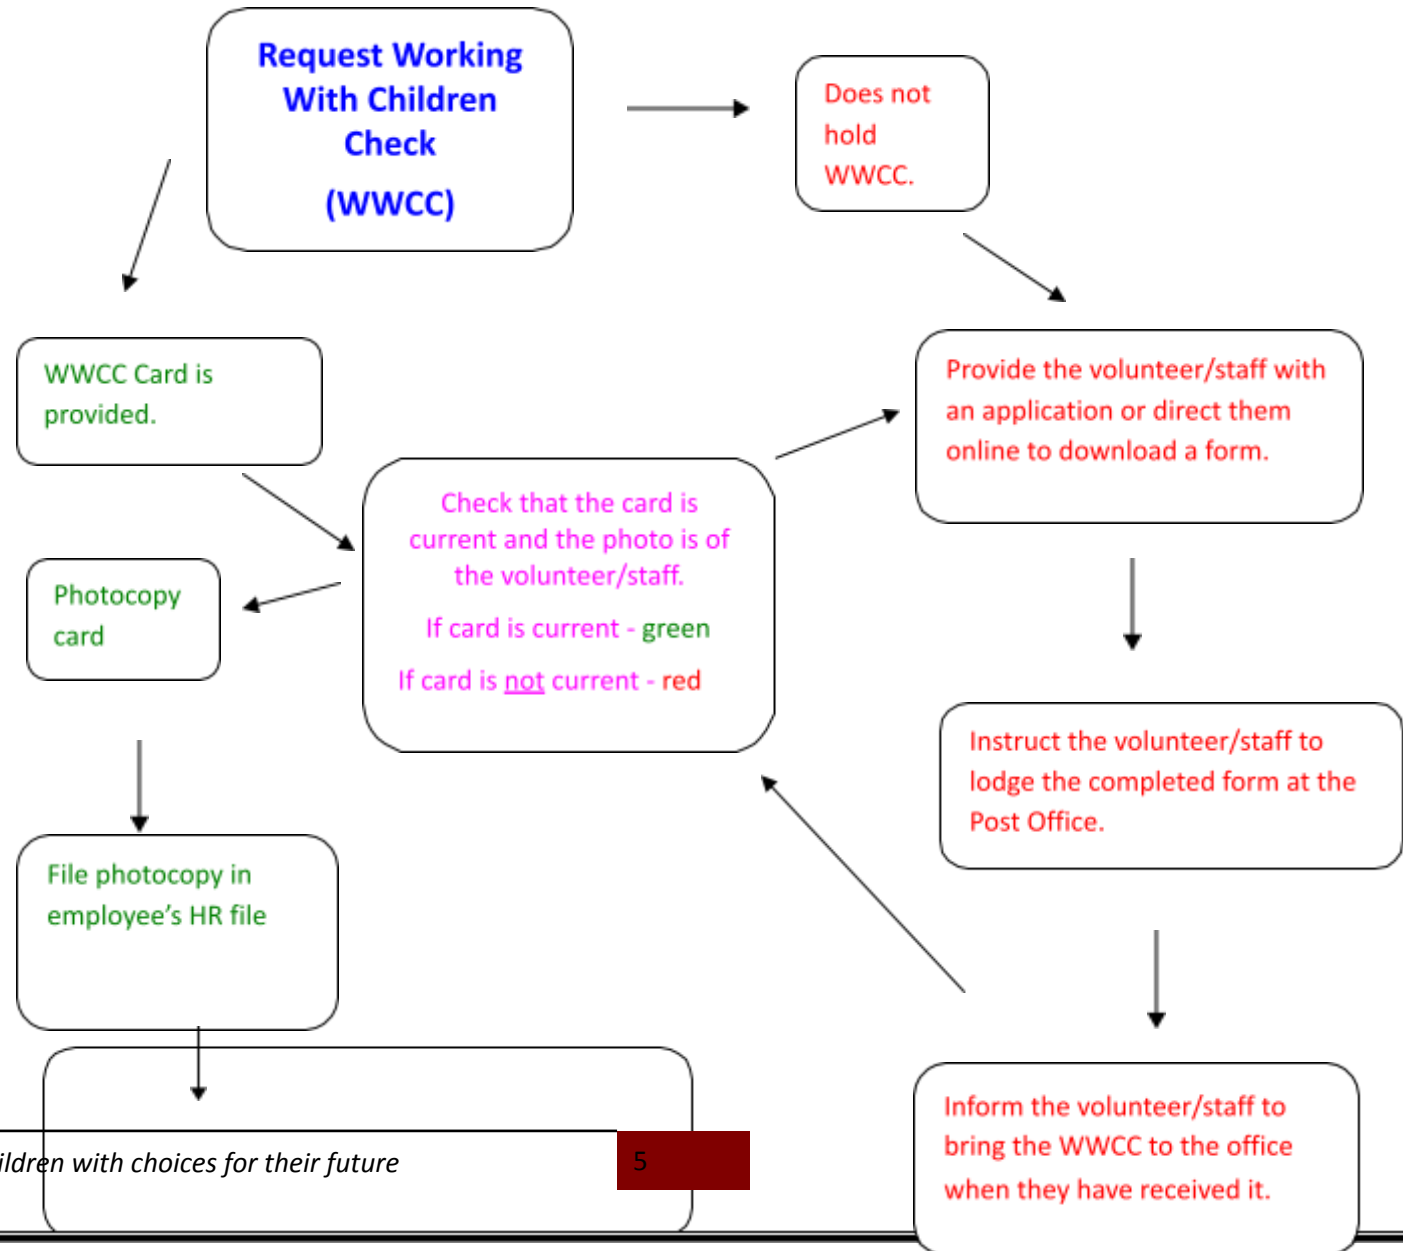 Request Working
With Children
Check
(WWCC)
Does not
hold
WWCC.
WWCC Card is
provided.
Provide the volunteer/staff with
an application or direct them
online to download a form.
Check that the card is
current and the photo is of
the volunteer/staff.
If card is current - green
If card is not current - red
Photocopy
card
Instruct the volunteer/staff to
lodge the completed form at the
Post Office.
File photocopy in
employee’s HR file
Inform the volunteer/staff to
bring the WWCC to the office
when they have received it.
ildren with choices for their future
5